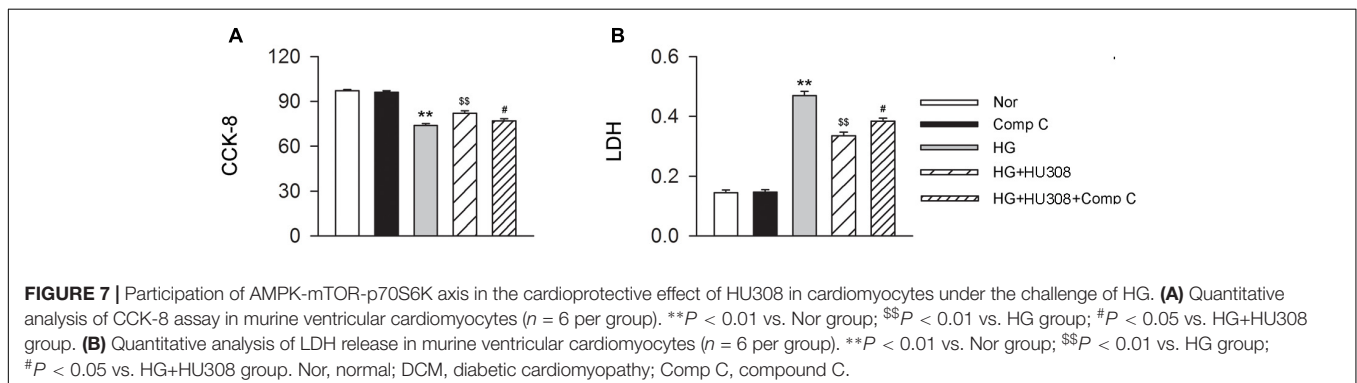 A
B
120
90
60
30
0
CCK-8
**
$$
#
0.6
0.4
0.2
0.0
LDH
**
$$
#
Nor
Comp C
HG
HG+HU308
HG+HU308+Comp C
FIGURE 7 | Participation of AMPK-mTOR-p70S6K axis in the cardioprotective effect of HU308 in cardiomyocytes under the challenge of HG. (A) Quantitative
analysis of CCK-8 assay in murine ventricular cardiomyocytes (n = 6 per group). **P < 0.01 vs. Nor group; $$P < 0.01 vs. HG group; #P < 0.05 vs. HG+HU308
group. (B) Quantitative analysis of LDH release in murine ventricular cardiomyocytes (n = 6 per group). **P < 0.01 vs. Nor group; $$P < 0.01 vs. HG group;
#P < 0.05 vs. HG+HU308 group. Nor, normal; DCM, diabetic cardiomyopathy; Comp C, compound C.